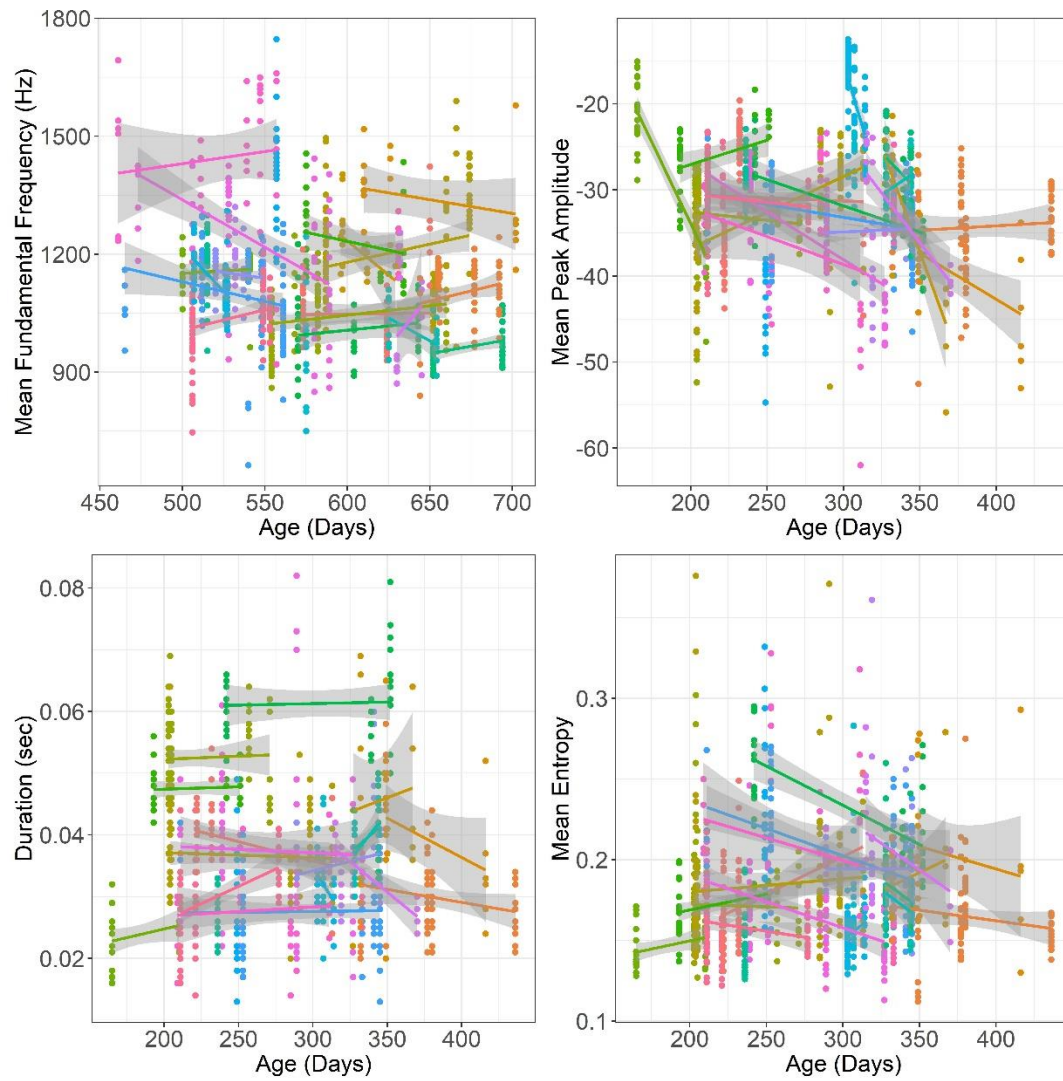 1800
1500
1200
900
Mean Fundamental Frequency (Hz)
450 500 550 600 650 700
Age (Days)
-20
-30
-40
-50
-60
Mean Peak Amplitude
200 250 300 350 400
Age (Days)
0.08
0.06
0.04
0.02
Duration (sec)
200 250 300 350 400
Age (Days)
0.3
0.2
0.1
Mean Entropy
200 250 300 350 400
Age (Days)